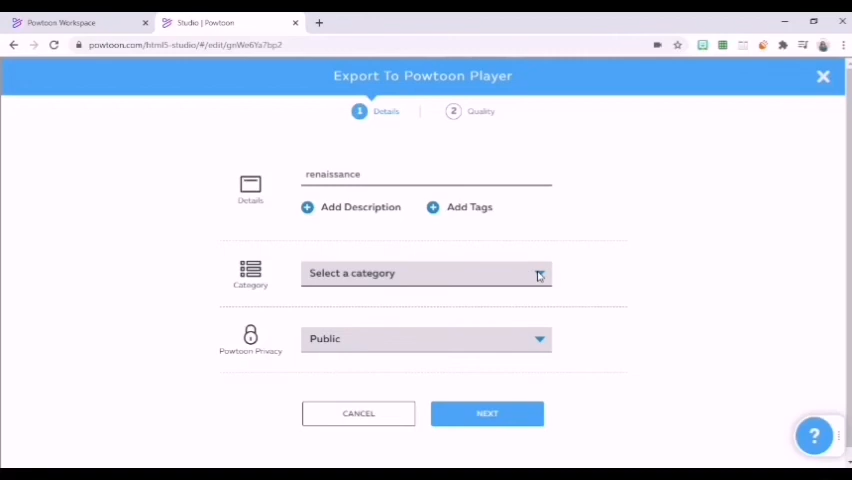 Powtoon Workspace
Studio | Powtoon
powtoon.com/html5-studio/#/edit/gnWe6Ya7bp2
Export To Powtoon Player
1 Details
2 Quality
renaissance
Details
Add Description
Add Tags
Select a category
Category
Public
Powtoon Privacy
CANCEL
NEXT
?